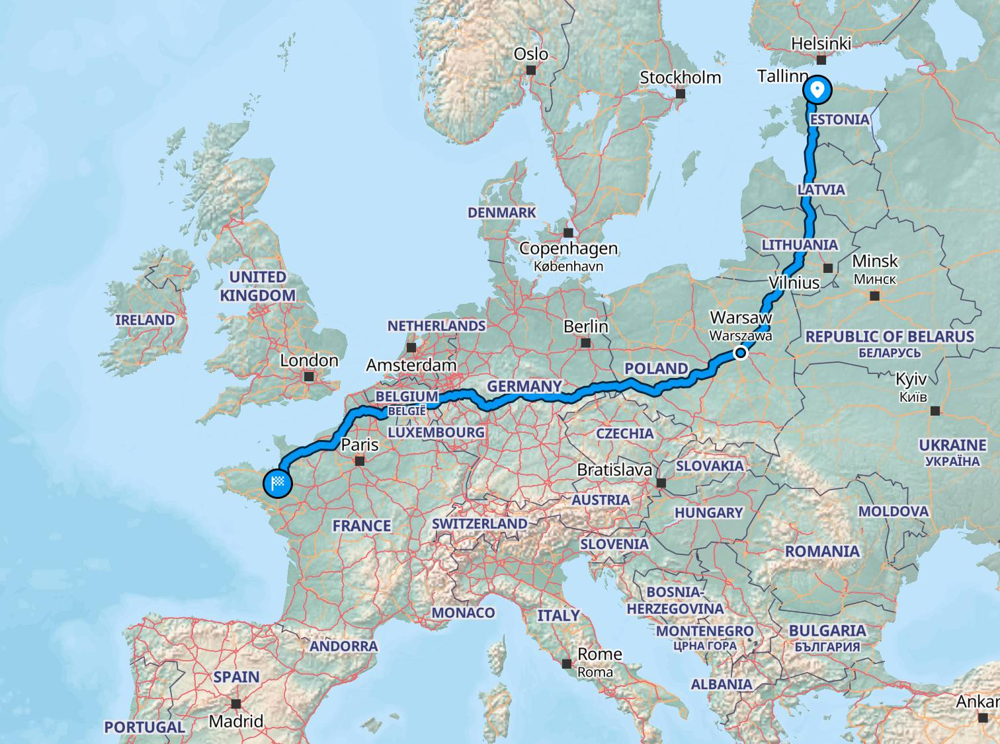 Oslo
Helsinki
Stockholm
Tallinn
ESTONIA
LATVIA
DENMARK
LITHUANIA
Copenhagen
København
Minsk
Минск
UNITED
KINGDOM
Vilnius
IRELAND
NETHERLANDS
Berlin
Warsaw
Warszawa
REPUBLIC OF BELARUS
БЕЛАРУСЬ
London
Amsterdam
POLAND
GERMANY
Kyiv
Київ
BELGIUM
BELGIË
LUXEMBOURG
CZECHIA
Paris
UKRAINE
УКРАЇНА
Bratislava
SLOVAKIA
AUSTRIA
HUNGARY
MOLDOVA
FRANCE
SWITZERLAND
SLOVENIA
ROMANIA
BOSNIA-
HERZEGOVINA
MONACO
ITALY
MONTENEGRO
ЦРНА ГОРА
BULGARIA
БЪЛГАРИЯ
ANDORRA
Rome
Roma
SPAIN
ALBANIA
Madrid
Ankar
PORTUGAL